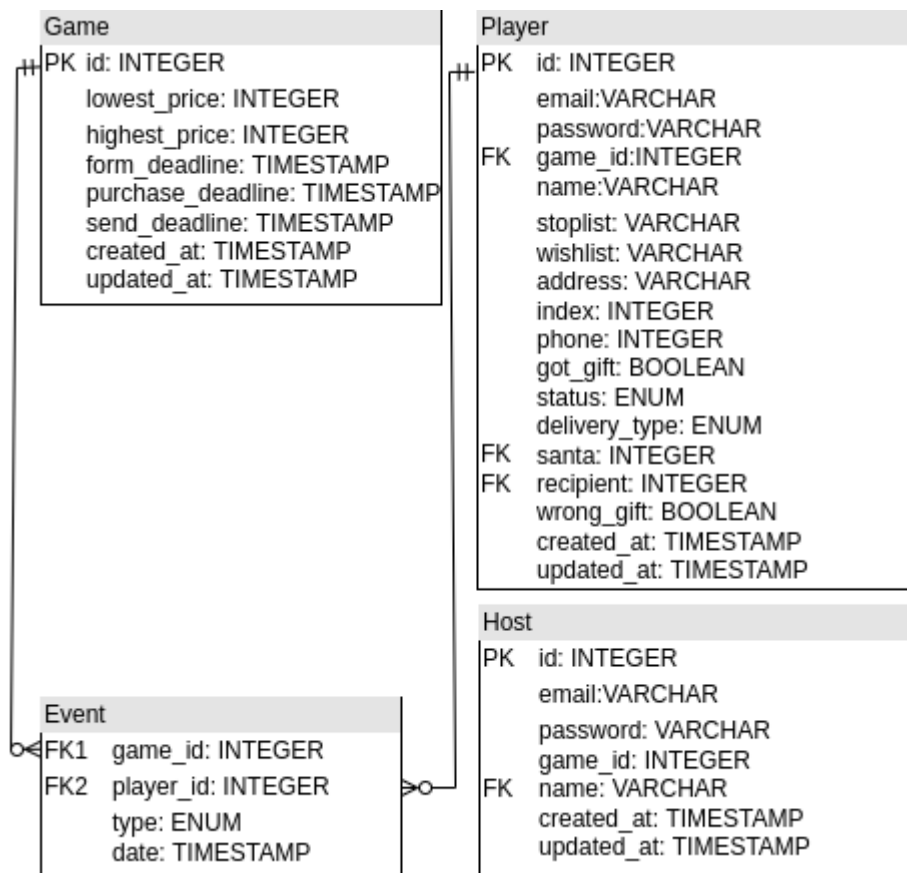 Game
PK id: INTEGER
lowest_price: INTEGER
highest_price: INTEGER
form_deadline: TIMESTAMP
purchase_deadline: TIMESTAMP
send_deadline: TIMESTAMP
created_at: TIMESTAMP
updated_at: TIMESTAMP
Player
PK id: INTEGER
email:VARCHAR
password:VARCHAR
FK game_id:INTEGER
name:VARCHAR
stoplist: VARCHAR
wishlist: VARCHAR
address: VARCHAR
index: INTEGER
phone: INTEGER
got_gift: BOOLEAN
status: ENUM
delivery_type: ENUM
FK santa: INTEGER
FK recipient: INTEGER
wrong_gift: BOOLEAN
created_at: TIMESTAMP
updated_at: TIMESTAMP
Event
FK1 game_id: INTEGER
FK2 player_id: INTEGER
type: ENUM
date: TIMESTAMP
Host
PK id: INTEGER
email:VARCHAR
password: VARCHAR
game_id: INTEGER
FK name: VARCHAR
created_at: TIMESTAMP
updated_at: TIMESTAMP